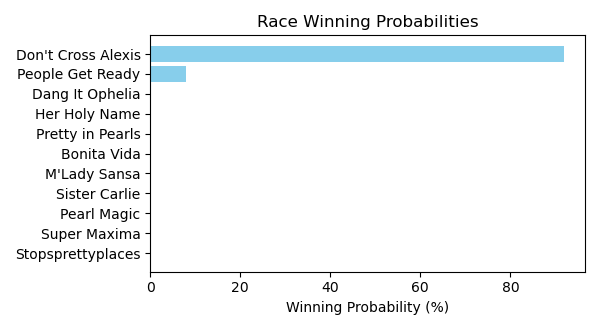 Race Winning Probabilities
Don't Cross Alexis
People Get Ready
Dang It Ophelia
Her Holy Name
Pretty in Pearls
Bonita Vida
M'Lady Sansa
Sister Carlie
Pearl Magic
Super Maxima
Stopsprettyplaces
0 20 40 60 80
Winning Probability (%)